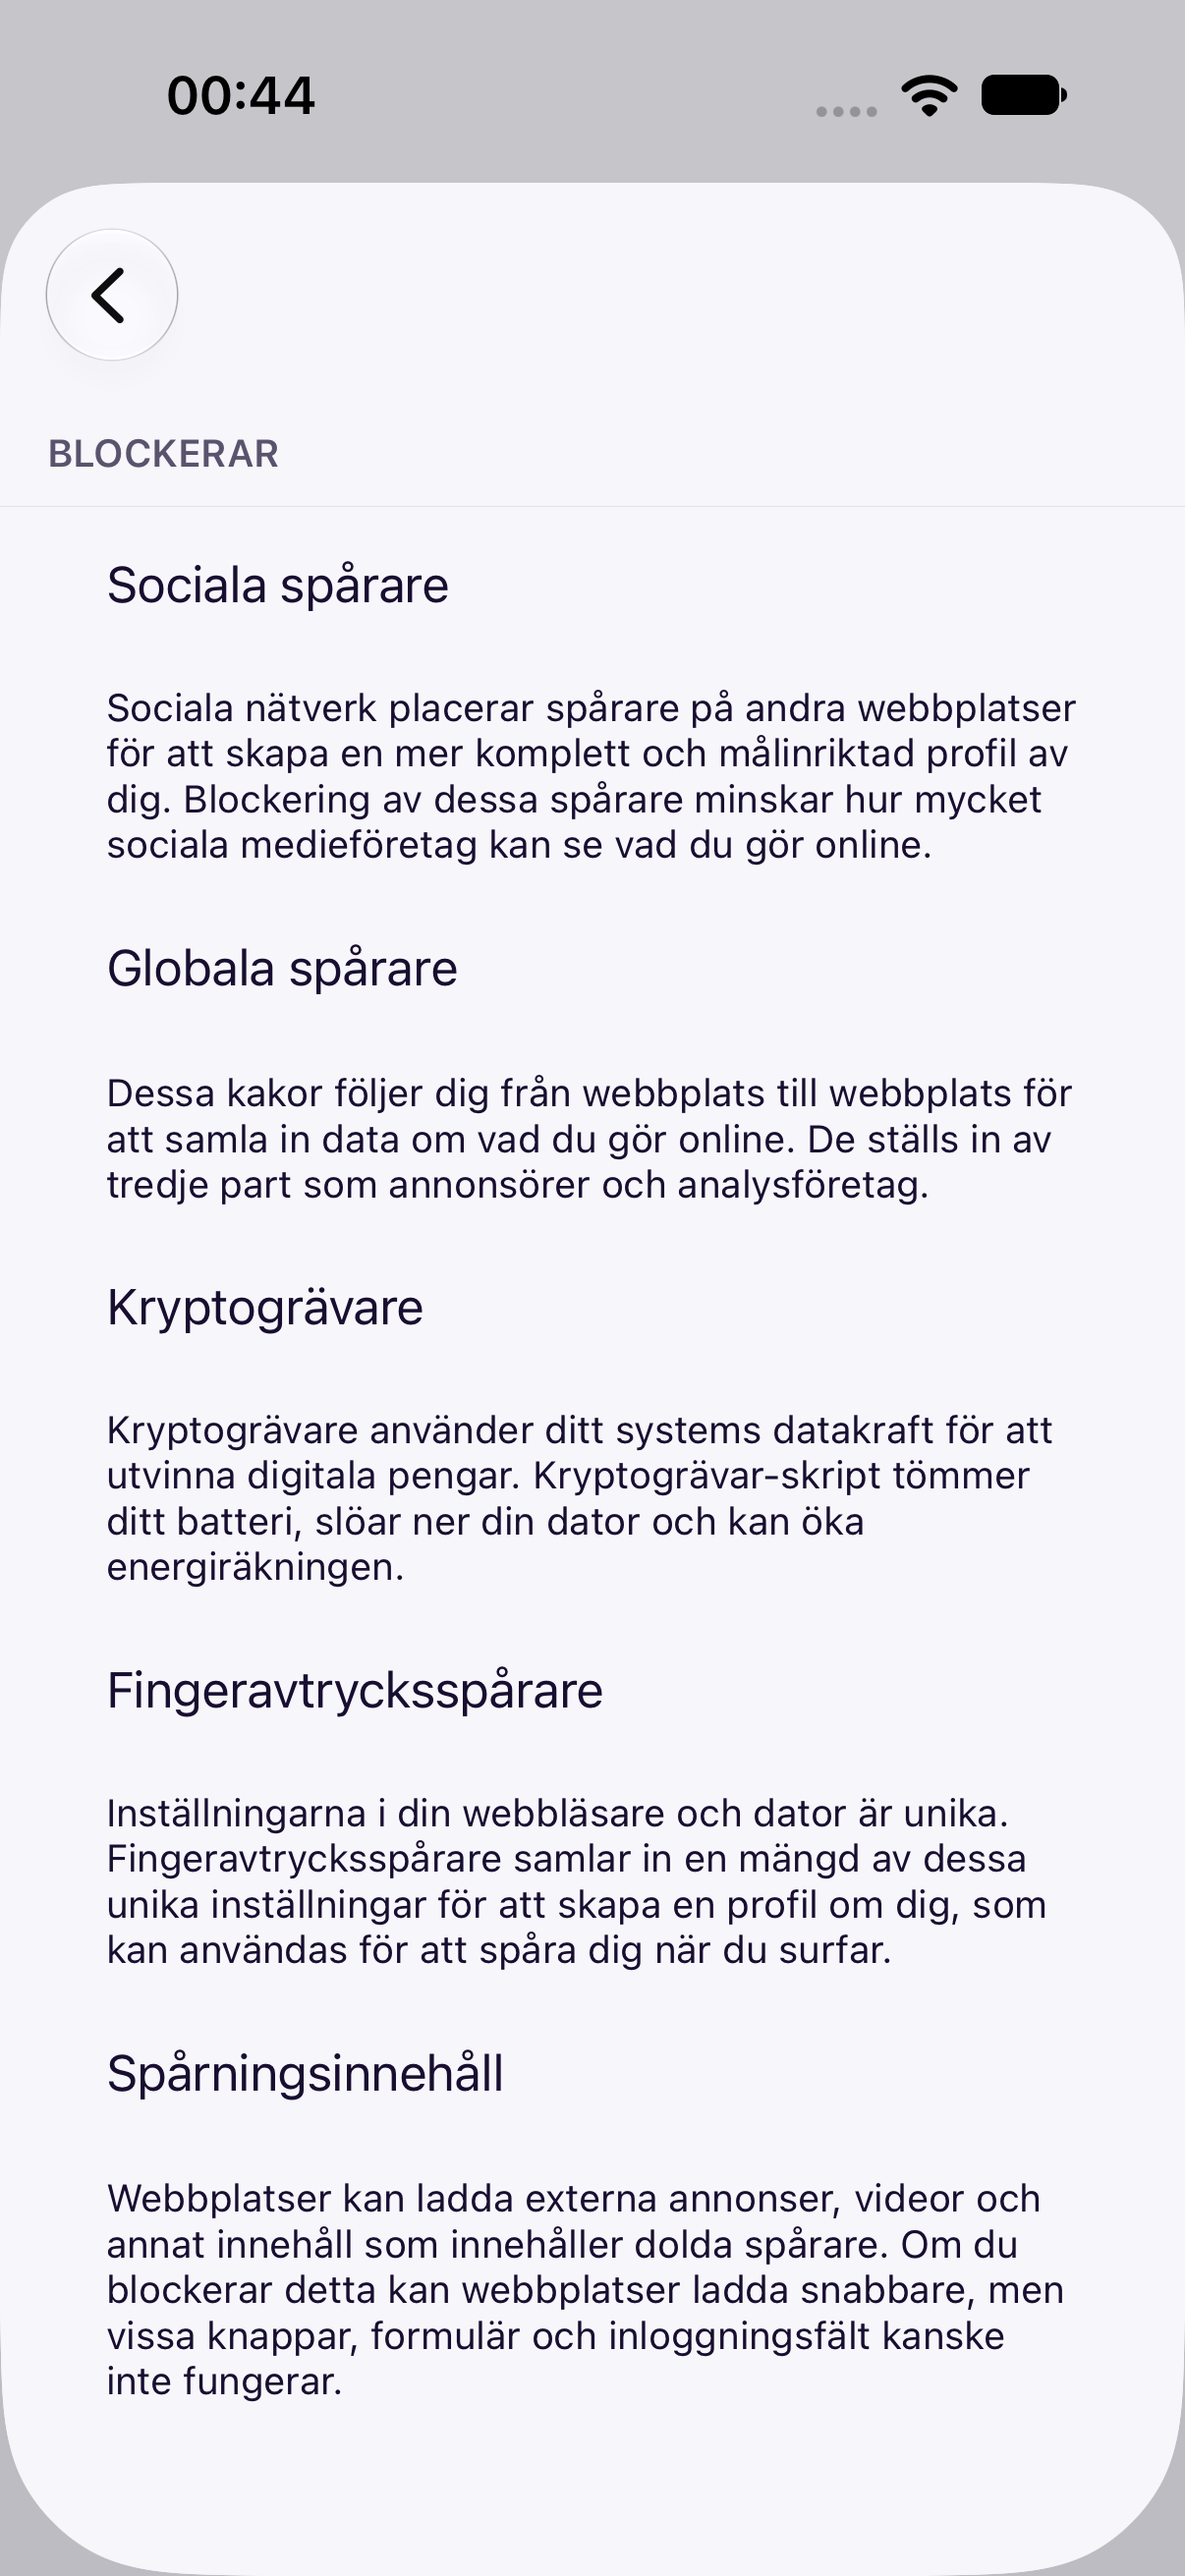 00:44
BLOCKERAR
Sociala spårare
Sociala nätverk placerar spårare på andra webbplatser
för att skapa en mer komplett och målinriktad profil av
dig. Blockering av dessa spårare minskar hur mycket
sociala medieföretag kan se vad du gör online.
Globala spårare
Dessa kakor följer dig från webbplats till webbplats för
att samla in data om vad du gör online. De ställs in av
tredje part som annonsörer och analysföretag.
Kryptogrävare
Kryptogrävare använder ditt systems datakraft för att
utvinna digitala pengar. Kryptogrävar-skript tömmer
ditt batteri, slöar ner din dator och kan öka
energiräkningen.
Fingeravtrycksspårare
Inställningarna i din webbläsare och dator är unika.
Fingeravtrycksspårare samlar in en mängd av dessa
unika inställningar för att skapa en profil om dig, som
kan användas för att spåra dig när du surfar.
Spårningsinnehåll
Webbplatser kan ladda externa annonser, videor och
annat innehåll som innehåller dolda spårare. Om du
blockerar detta kan webbplatser ladda snabbare, men
vissa knappar, formulär och inloggningsfält kanske
inte fungerar.